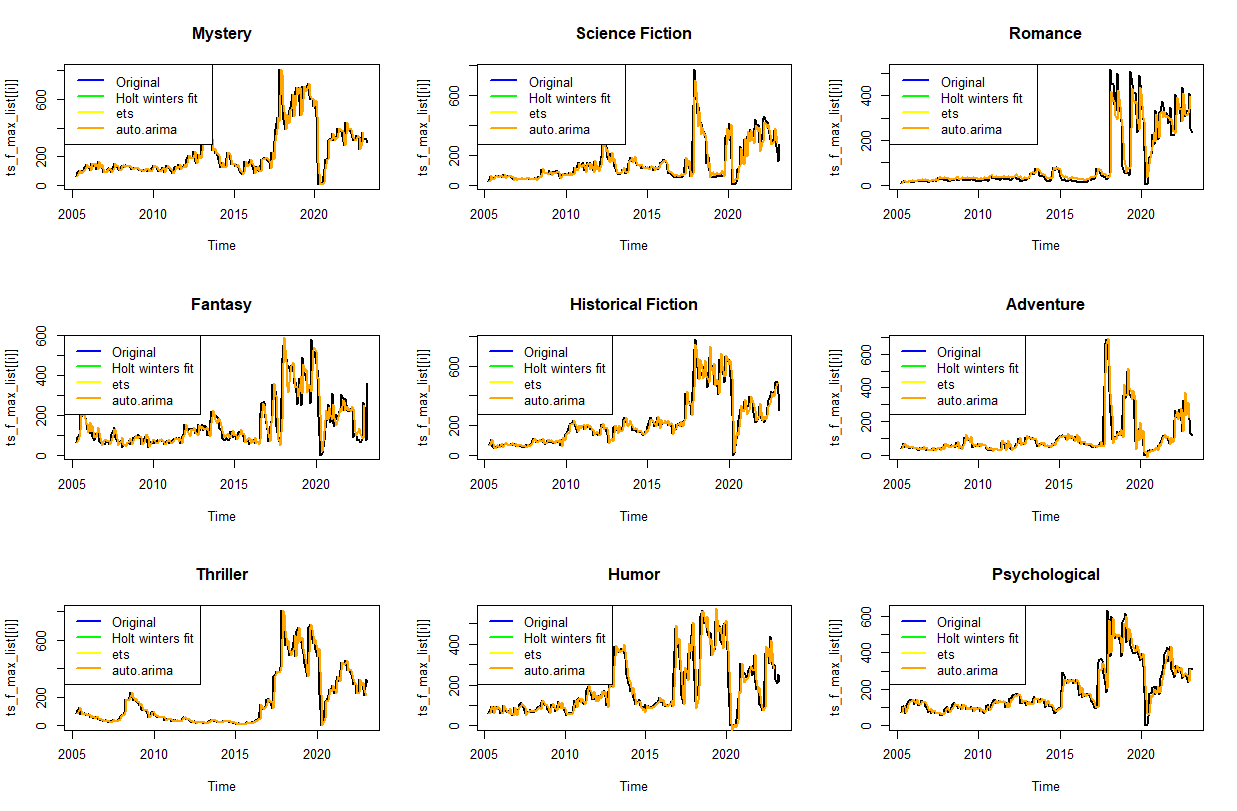 Mystery
ts_f_max_list[[i]]
0 200 600
Original
Holt winters fit
ets
auto.arima
2005 2010 2015 2020
Time
Science Fiction
ts_f_max_list[[i]]
0 200 600
Original
Holt winters fit
ets
auto.arima
2005 2010 2015 2020
Time
Romance
ts_f_max_list[[i]]
0 200 400
Original
Holt winters fit
ets
auto.arima
2005 2010 2015 2020
Time
Fantasy
ts_f_max_list[[i]]
0 200 400 600
Original
Holt winters fit
ets
auto.arima
2005 2010 2015 2020
Time
Historical Fiction
ts_f_max_list[[i]]
0 200 600
Original
Holt winters fit
ets
auto.arima
2005 2010 2015 2020
Time
Adventure
ts_f_max_list[[i]]
0 200 400 600
Original
Holt winters fit
ets
auto.arima
2005 2010 2015 2020
Time
Thriller
ts_f_max_list[[i]]
0 200 600
Original
Holt winters fit
ets
auto.arima
2005 2010 2015 2020
Time
Humor
ts_f_max_list[[i]]
0 200 400
Original
Holt winters fit
ets
auto.arima
2005 2010 2015 2020
Time
Psychological
ts_f_max_list[[i]]
0 200 400 600
Original
Holt winters fit
ets
auto.arima
2005 2010 2015 2020
Time